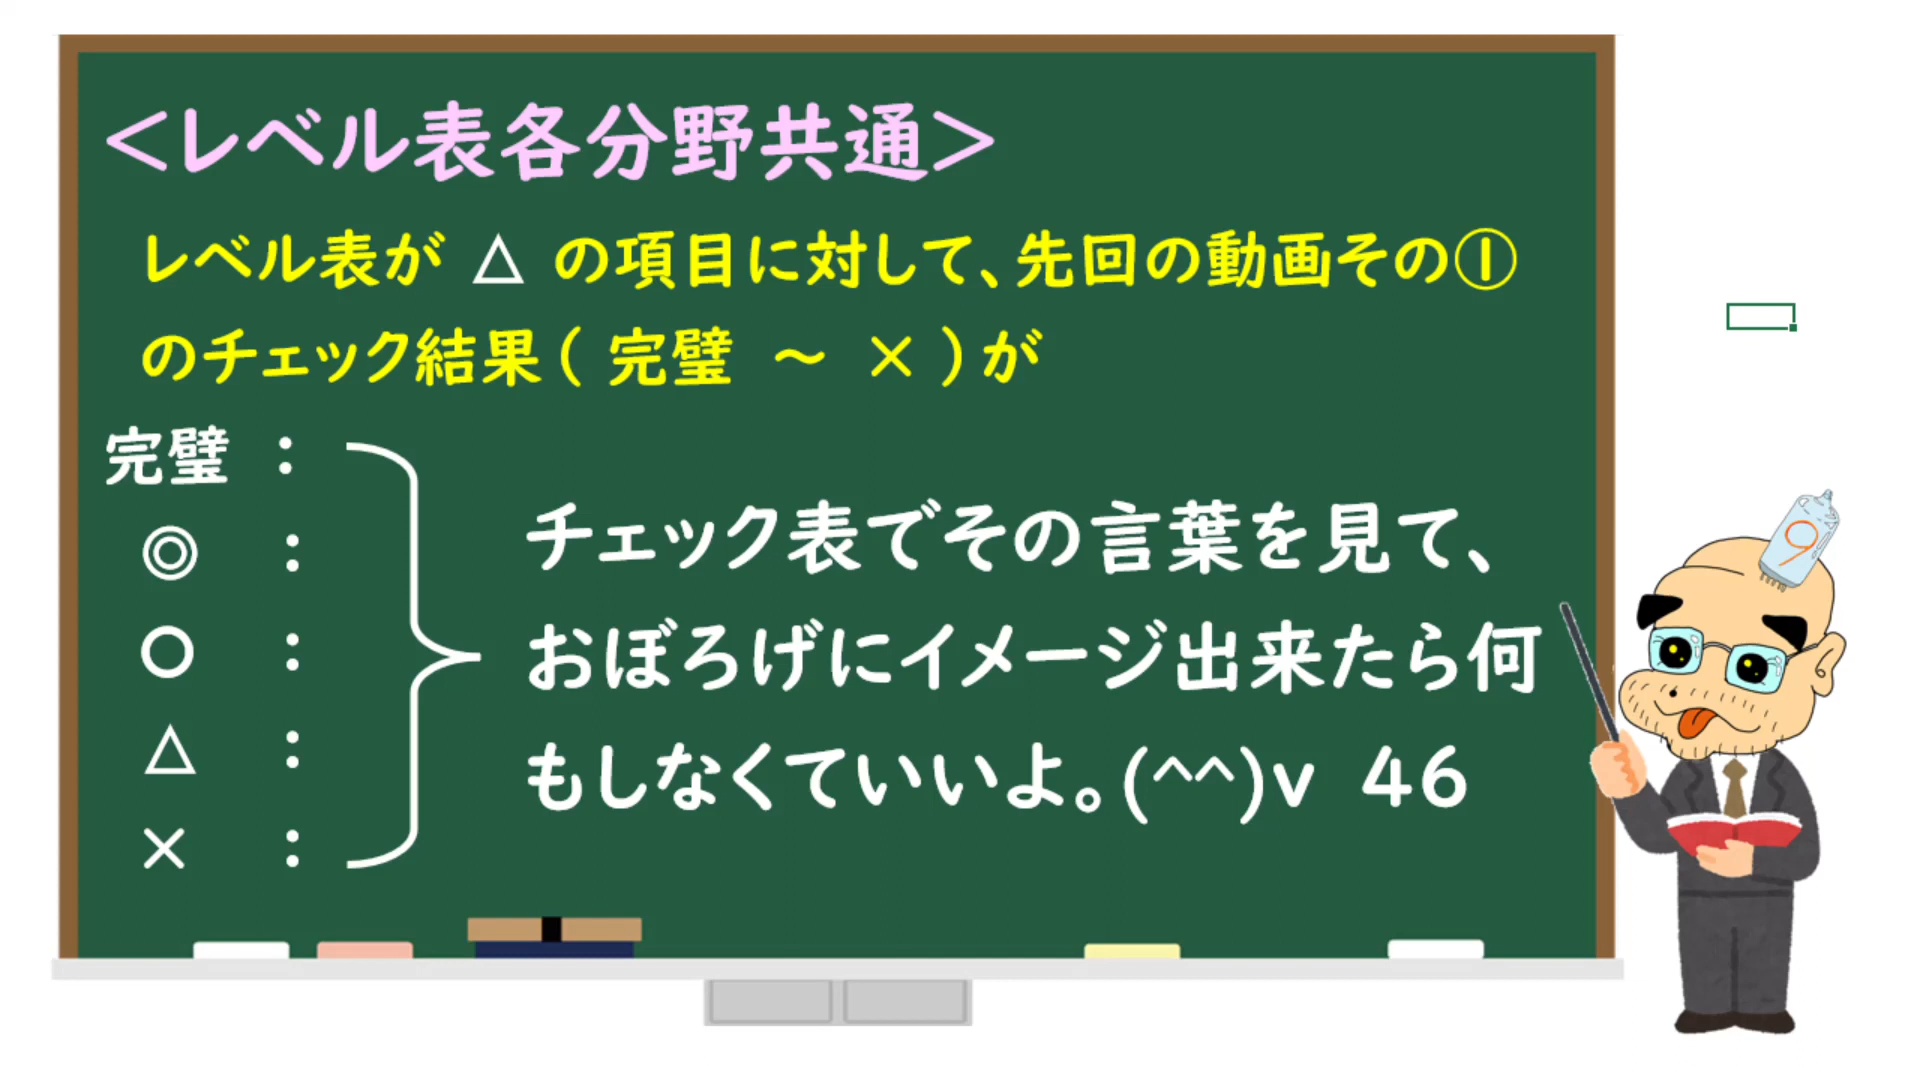 ＜レベル表各分野共通＞
レベル表が △ の項目に対して、先回の動画その①
のチェック結果( 完璧 ～ × )が
完璧 ：
◎ ：
○ ：
△ ：
× ：
チェック表でその言葉を見て、
おぼろげにイメージ出来たら何
もしなくていいよ。(^^)v 46
9